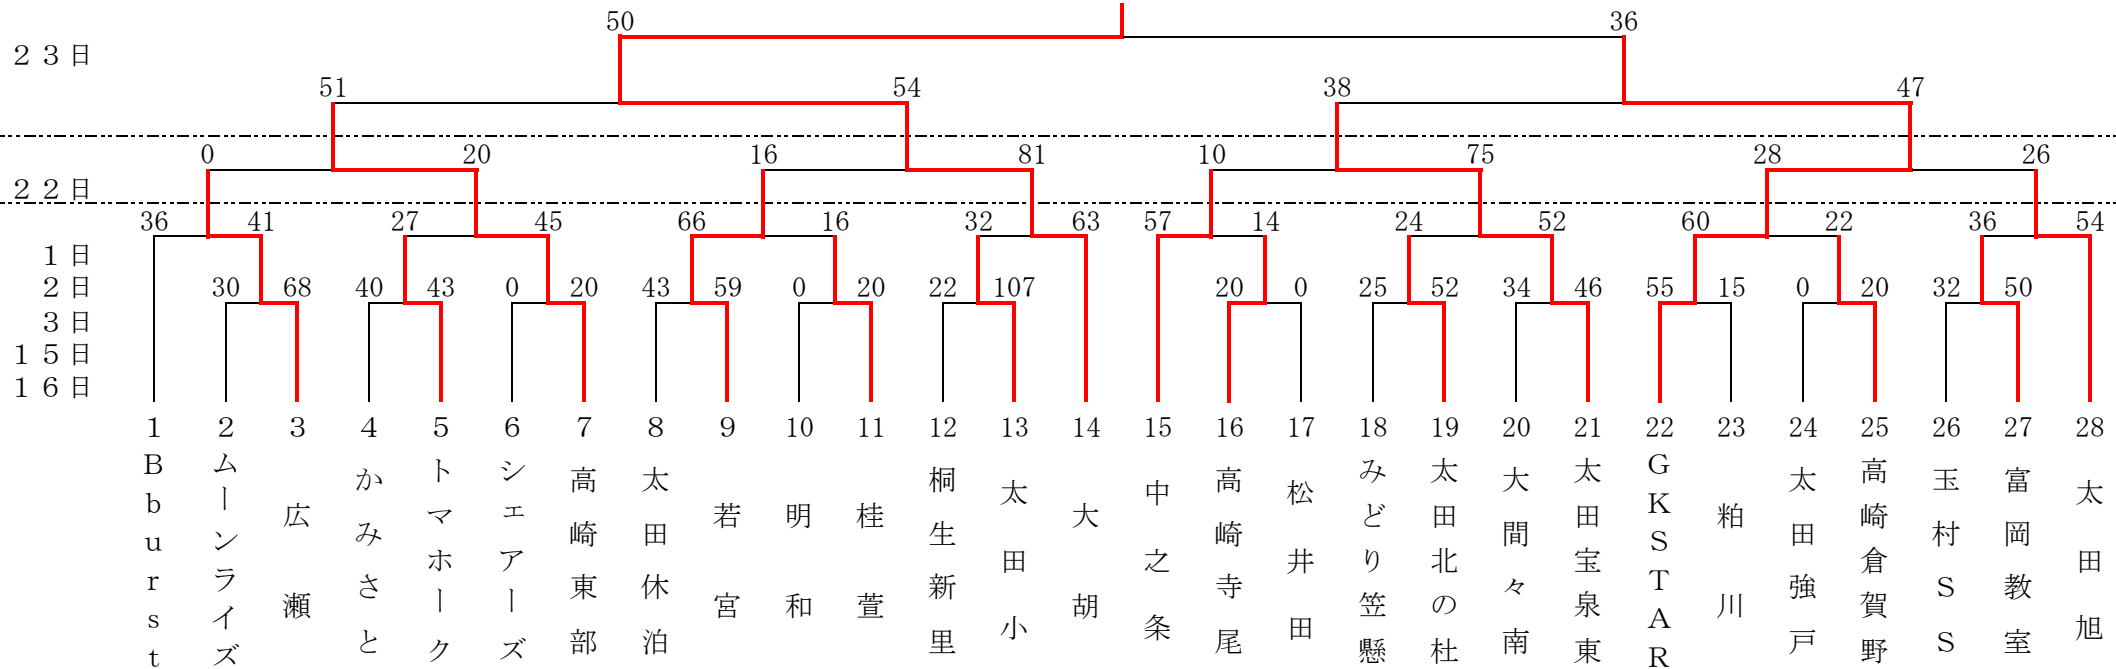 50 36
２３日
51 54 38 47
0 20 16 81 10 75 28 26
２２日
36 41 27 45 66 16 32 63 57 14 24 52 60 22 36 54
１日
２日 30 68 40 43 0 20 43 59 0 20 22 107 20 0 25 52 34 46 55 15 0 20 32 50
３日
１５日
１６日
1 2 3 4 5 6 7 8 9 10 11 12 13 14 15 16 17 18 19 20 21 22 23 24 25 26 27 28
Ｂｂｕｒｓｔ
ムーンライズ
広瀬
かみさと
トマホーク
シェアーズ
高崎東部
太田休泊
若宮
明和
桂萱
桐生新里
太田小
大胡
中之条
高崎寺尾
松井田
みどり笠懸
太田北の杜
大間々南
太田宝泉東
ＧＫＳＴＡＲ
粕川
太田強戸
高崎倉賀野
玉村ＳＳ
富岡教室
太田旭